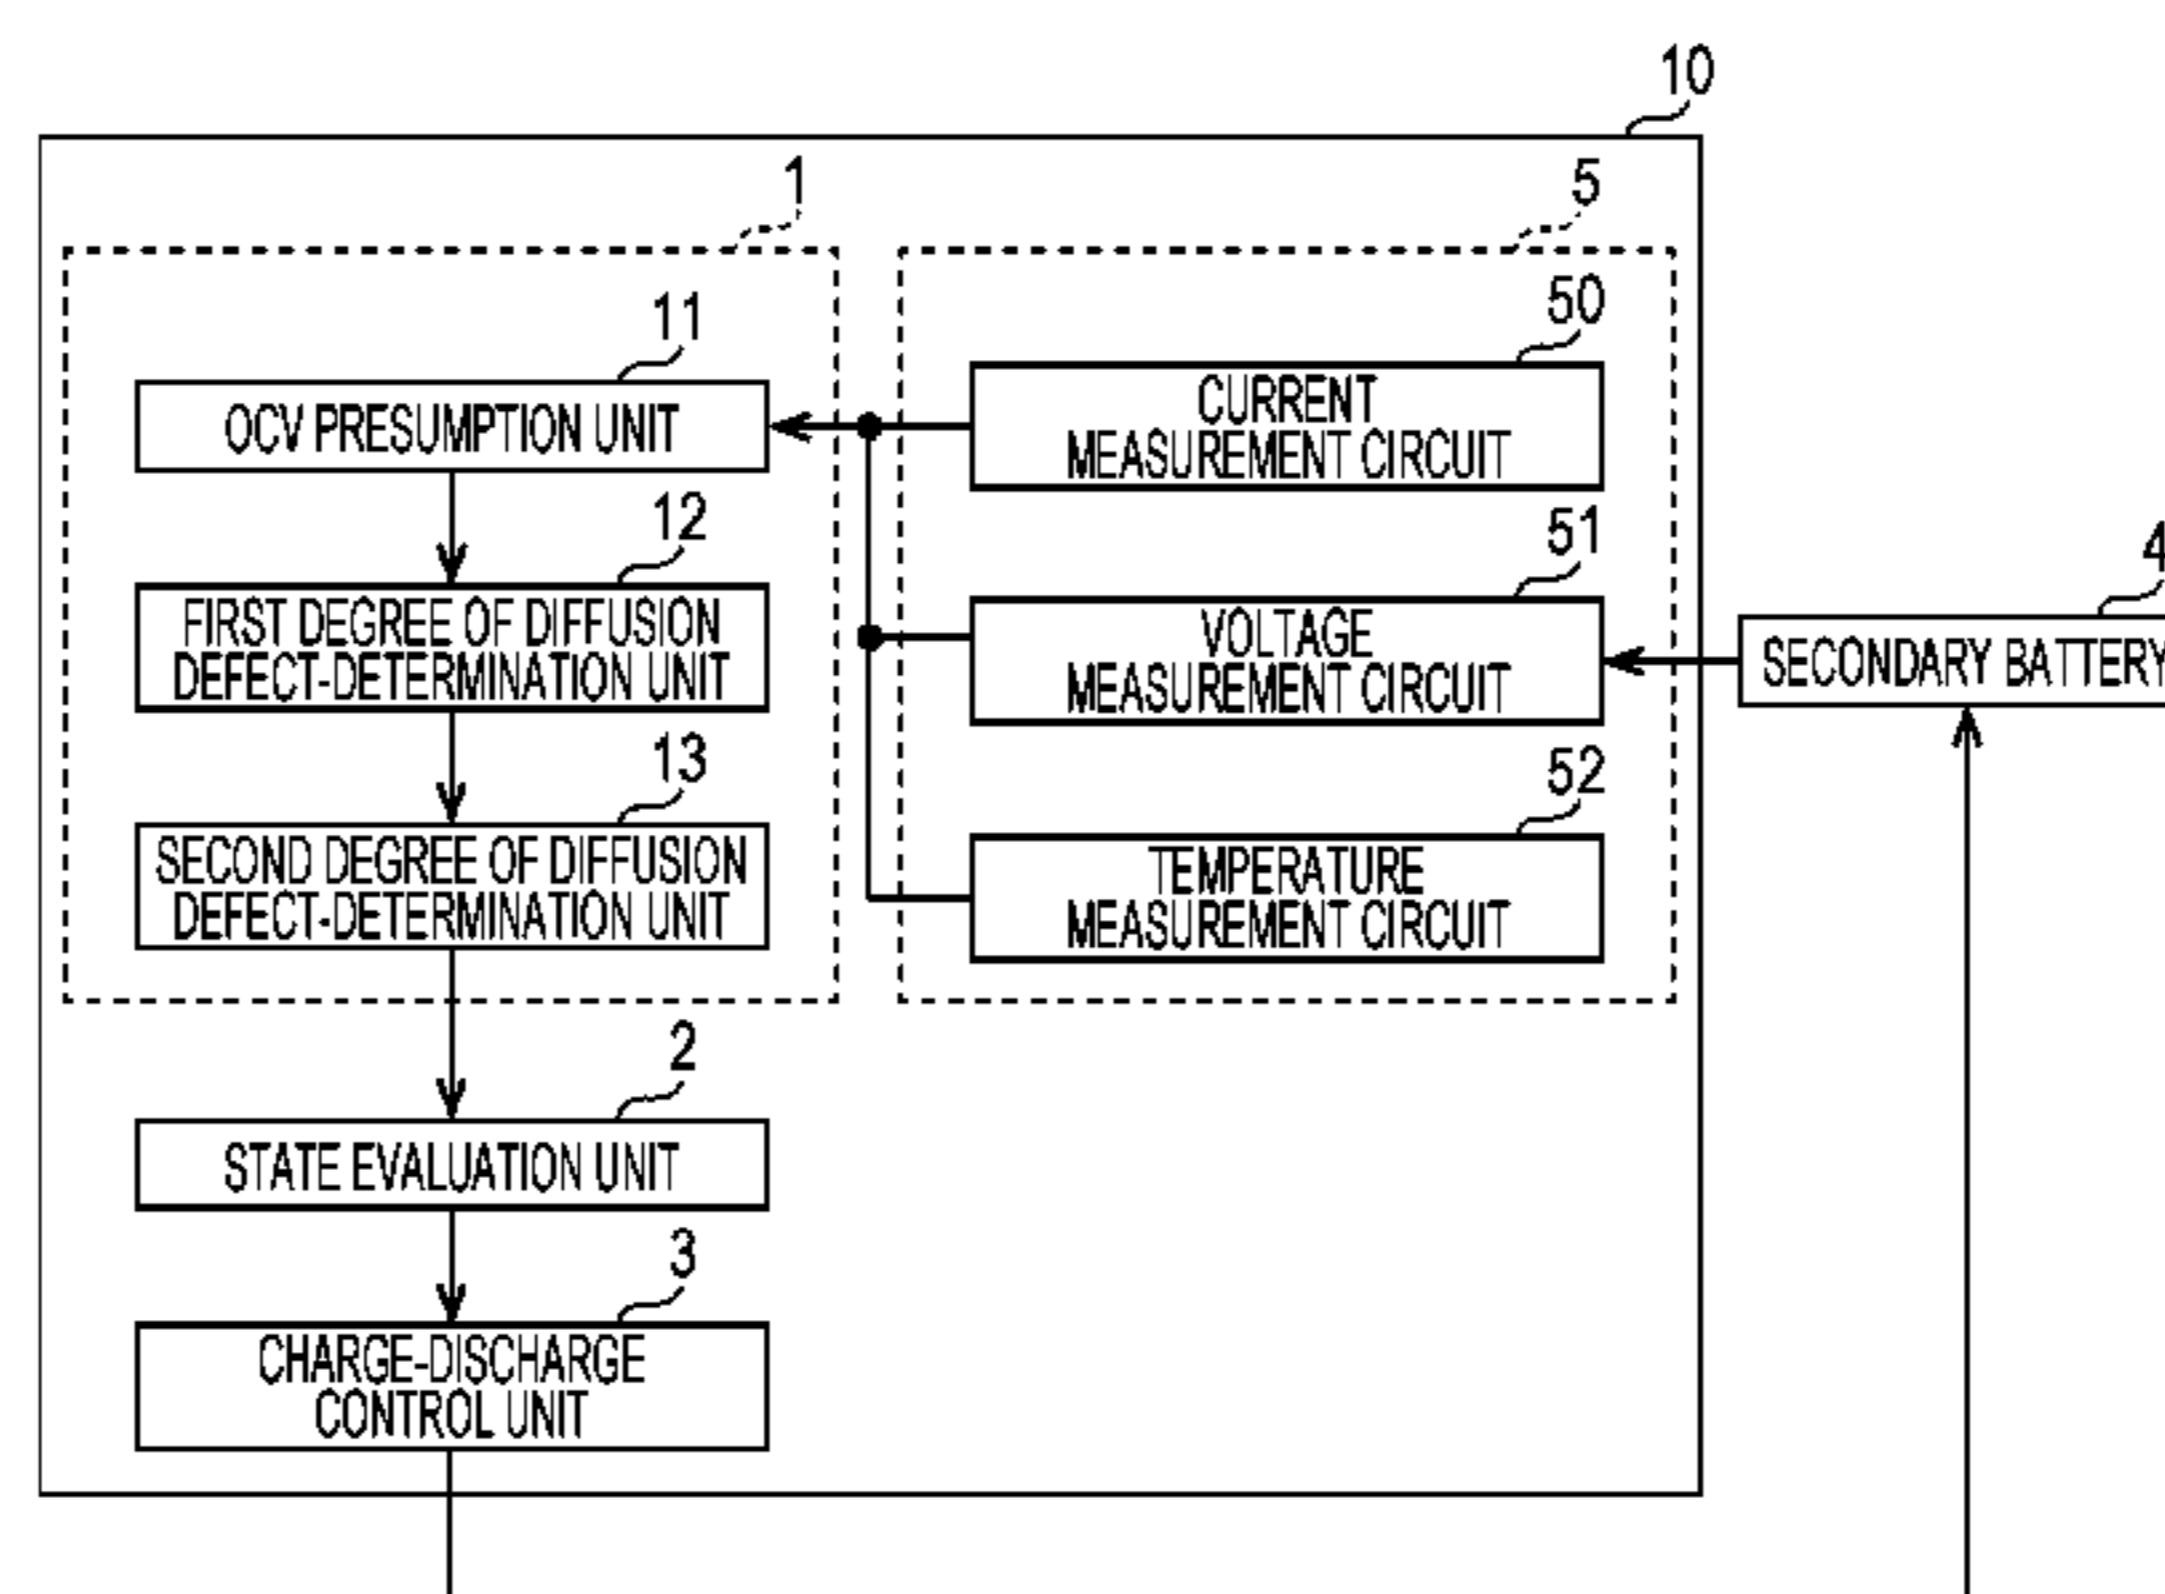 10
1
5
11
OCV PRESUMPTION UNIT
12
FIRST DEGREE OF DIFFUSION
DEFECT-DETERMINATION UNIT
13
SECOND DEGREE OF DIFFUSION
DEFECT-DETERMINATION UNIT
50
CURRENT
MEASUREMENT CIRCUIT
51
VOLTAGE
MEASUREMENT CIRCUIT
52
TEMPERATURE
MEASUREMENT CIRCUIT
4
SECONDARY BATTERY
2
STATE EVALUATION UNIT
3
CHARGE-DISCHARGE
CONTROL UNIT